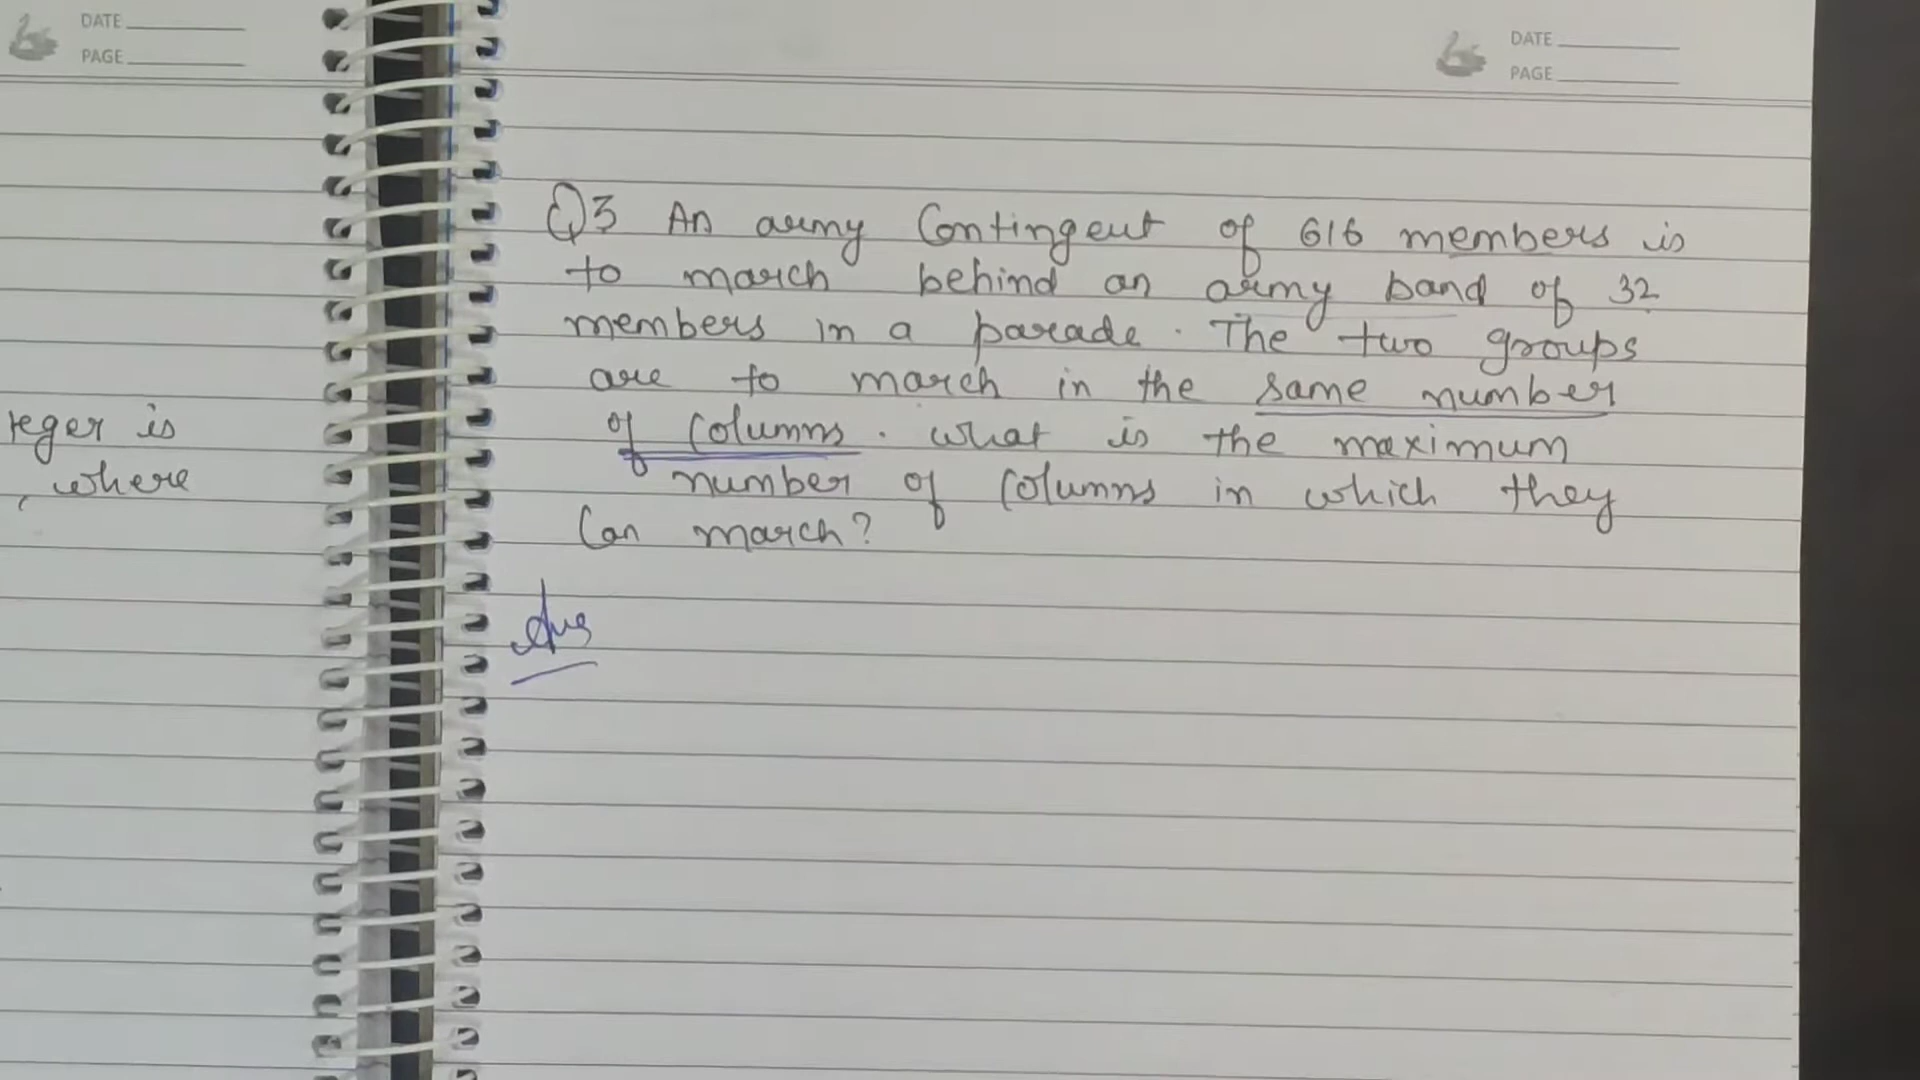 DATE
PAGE
DATE
PAGE
Q3 An army Contingent of 616 members is
to march behind an army band of 32
members in a parade. The two groups
are to march in the same number
of Columns. what is the maximum
number of Columns in which they
Can march?
Ans
teger is
, where